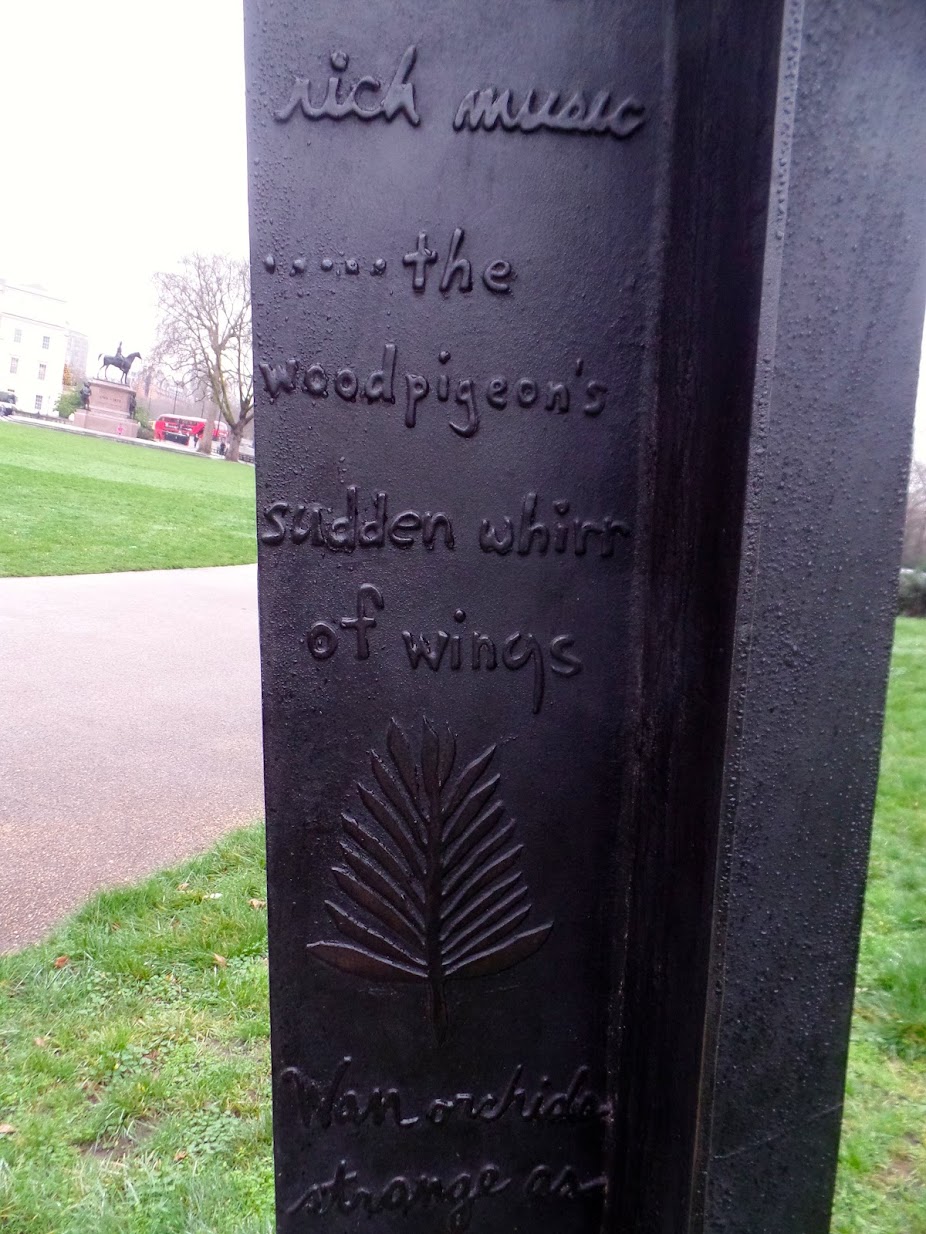 rich music
......the
woodpigeon's
sudden whirr
of wings
Wan orchids
strange as